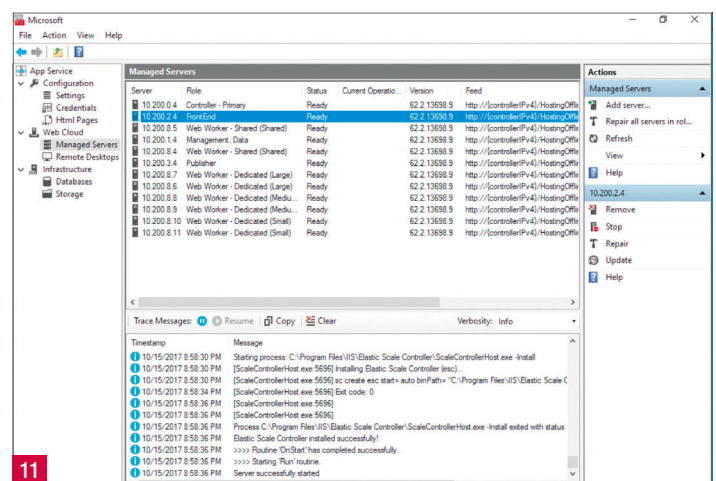 Microsoft
File Action View Help
App Service
Configuration
Settings
Credentials
Html Pages
Web Cloud
Managed Servers
Remote Desktops
Infrastructure
Databases
Storage
Managed Servers
Server Role Status Current Operatio... Version Feed
10.200.0.4 Controller - Primary Ready 62.2.13698.9 http://{controllerIPv4}/HostingOfflin
10.200.2.4 FrontEnd Ready 62.2.13698.9 http://{controllerIPv4}/HostingOfflin
10.200.8.5 Web Worker - Shared (Shared) Ready 62.2.13698.9 http://{controllerIPv4}/HostingOfflin
10.200.1.4 Management, Data Ready 62.2.13698.9 http://{controllerIPv4}/HostingOfflin
10.200.8.4 Web Worker - Shared (Shared) Ready 62.2.13698.9 http://{controllerIPv4}/HostingOfflin
10.200.3.4 Publisher Ready 62.2.13698.9 http://{controllerIPv4}/HostingOfflin
10.200.8.7 Web Worker - Dedicated (Large) Ready 62.2.13698.9 http://{controllerIPv4}/HostingOfflin
10.200.8.6 Web Worker - Dedicated (Large) Ready 62.2.13698.9 http://{controllerIPv4}/HostingOfflin
10.200.8.8 Web Worker - Dedicated (Mediu... Ready 62.2.13698.9 http://{controllerIPv4}/HostingOfflin
10.200.8.9 Web Worker - Dedicated (Mediu... Ready 62.2.13698.9 http://{controllerIPv4}/HostingOfflin
10.200.8.10 Web Worker - Dedicated (Small) Ready 62.2.13698.9 http://{controllerIPv4}/HostingOfflin
10.200.8.11 Web Worker - Dedicated (Small) Ready 62.2.13698.9 http://{controllerIPv4}/HostingOfflin
Trace Messages: Resume Copy Clear Verbosity: Info
Timestamp Message
10/15/2017 8:58:30 PM Starting process: C:\Program Files\IIS\Elastic Scale Controller\ScaleControllerHost.exe -Install
10/15/2017 8:58:30 PM [ScaleControllerHost.exe:5696] Installing Elastic Scale Controller (esc)...
10/15/2017 8:58:30 PM [ScaleControllerHost.exe:5696] sc create esc start= auto binPath= "C:\Program Files\IIS\Elastic Scale C
10/15/2017 8:58:34 PM [ScaleControllerHost.exe:5696] Exit code: 0
10/15/2017 8:58:36 PM [ScaleControllerHost.exe:5696]
10/15/2017 8:58:36 PM [ScaleControllerHost.exe:5696]
10/15/2017 8:58:36 PM Process C:\Program Files\IIS\Elastic Scale Controller\ScaleControllerHost.exe -Install exited with status
10/15/2017 8:58:36 PM Elastic Scale Controller installed successfully!
10/15/2017 8:58:36 PM >>>> Routine 'OnStart' has completed successfully.
10/15/2017 8:58:36 PM >>>> Starting 'Run' routine.
10/15/2017 8:58:36 PM Server successfully started
Actions
Managed Servers
Add server...
Repair all servers in rol...
Refresh
View
Help
10.200.2.4
Remove
Stop
Repair
Update
Help
11